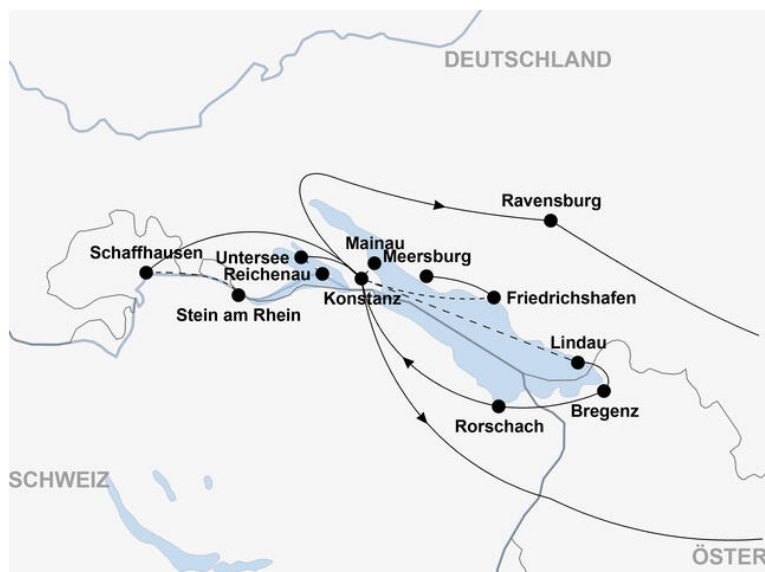 DEUTSCHLAND
Ravensburg
Mainau
Schaffhausen
Untersee
Meersburg
Reichenau
Konstanz
Friedrichshafen
Stein am Rhein
Lindau
Bregenz
Rorschach
SCHWEIZ
ÖSTER